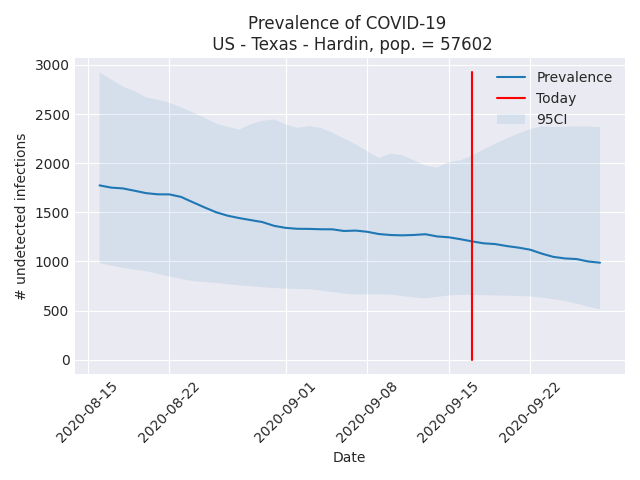 Prevalence of COVID-19
US - Texas - Hardin, pop. = 57602
Prevalence
Today
95CI
3000
2500
2000
1500
1000
500
0
# undetected infections
2020-08-15
2020-08-22
2020-09-01
2020-09-08
2020-09-15
2020-09-22
Date